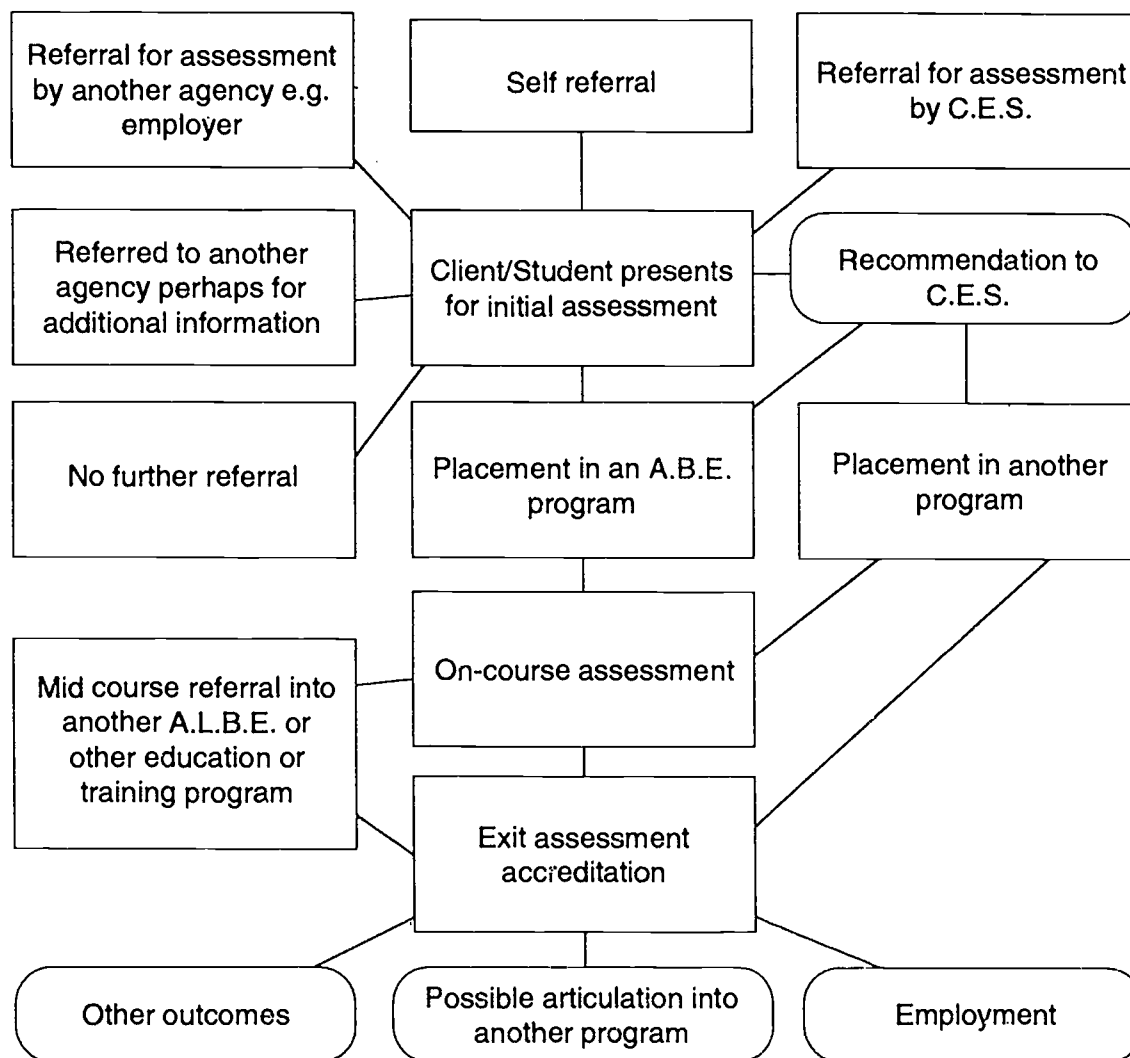 Referral for assessment
by another agency e.g.
employer
Self referral
Referral for assessment
by C.E.S.
Referred to another
agency perhaps for
additional information
Client/Student presents
for initial assessment
Recommendation to
C.E.S.
No further referral
Placement in an A.B.E.
program
Placement in another
program
Mid course referral into
another A.L.B.E. or
other education or
training program
On-course assessment
Exit assessment
accreditation
Other outcomes
Possible articulation into
another program
Employment